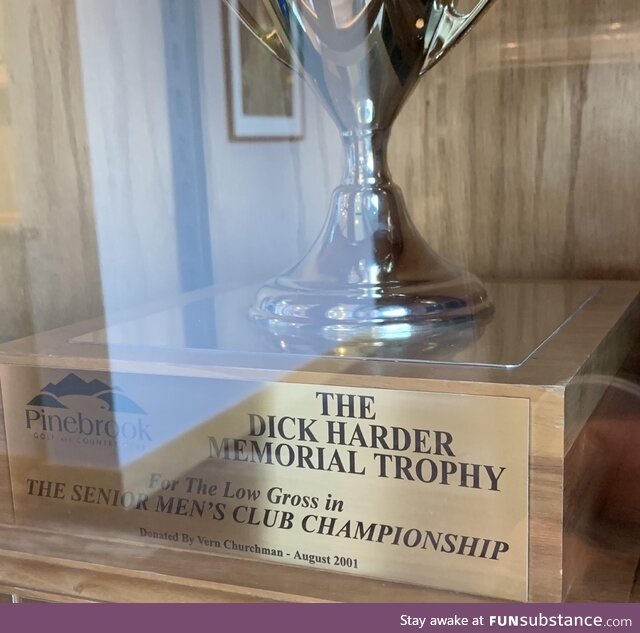 Pinebrook
GOLF AND COUNTRY CLUB
THE
DICK HARDER
MEMORIAL TROPHY
For The Low Gross in
THE SENIOR MEN'S CLUB CHAMPIONSHIP
Donated By Vern Churchman - August 2001
Stay awake at FUNsubstance.com